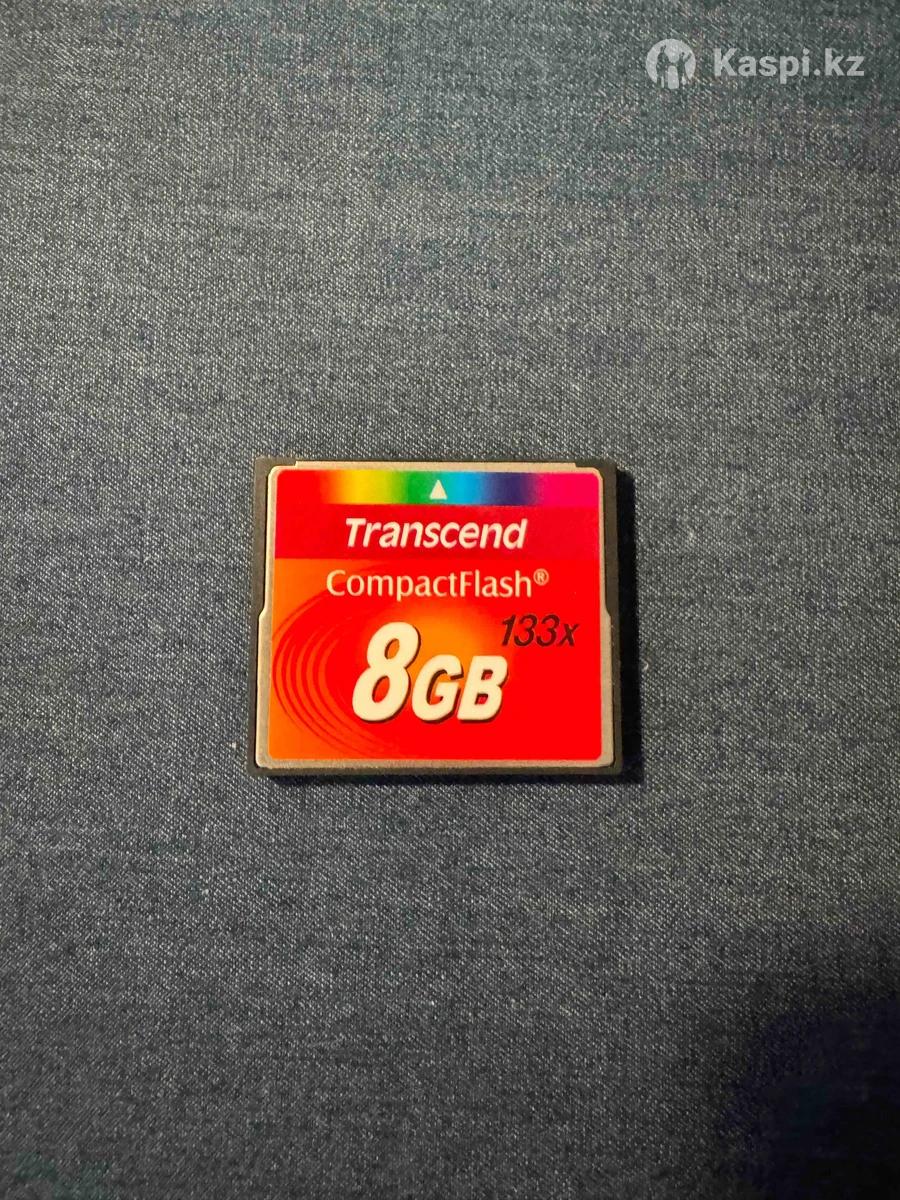 Kaspi.kz
Transcend
CompactFlash®
133x
8GB